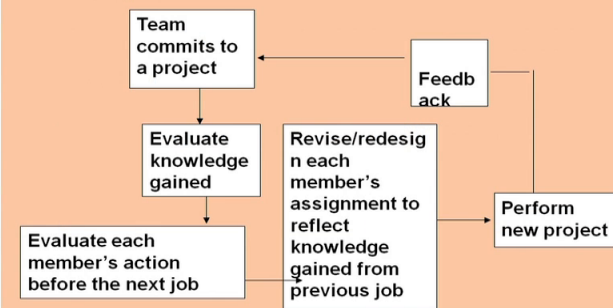 Team
commits to
a project
Feedb
ack
Evaluate
knowledge
gained
Revise/redesig
n each
member's
assignment to
reflect
knowledge
gained from
previous job
Perform
new project
Evaluate each
member's action
before the next job